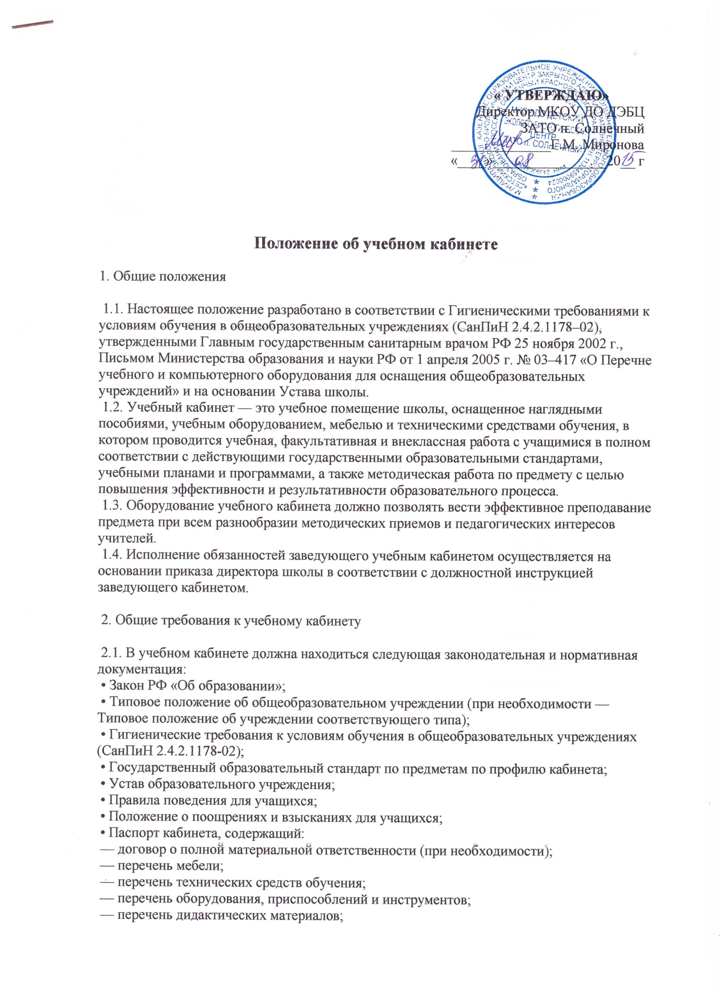 « УТВЕРЖДАЮ»
Директор МКОУ ДО ДЭБЦ
ЗАТО п. Солнечный
Г.М. Миронова
« 31 » 08 2015 г
МКОУ ДО ДЕТСКИЙ
ЭКОЛОГО-БИОЛОГИЧЕСКИЙ
ЦЕНТР
ЗАТО п. СОЛНЕЧНЫЙ
Положение об учебном кабинете
1. Общие положения
1.1. Настоящее положение разработано в соответствии с Гигиеническими требованиями к
условиям обучения в общеобразовательных учреждениях (СанПиН 2.4.2.1178–02),
утвержденными Главным государственным санитарным врачом РФ 25 ноября 2002 г.,
Письмом Министерства образования и науки РФ от 1 апреля 2005 г. № 03–417 «О Перечне
учебного и компьютерного оборудования для оснащения общеобразовательных
учреждений» и на основании Устава школы.
1.2. Учебный кабинет — это учебное помещение школы, оснащенное наглядными
пособиями, учебным оборудованием, мебелью и техническими средствами обучения, в
котором проводится учебная, факультативная и внеклассная работа с учащимися в полном
соответствии с действующими государственными образовательными стандартами,
учебными планами и программами, а также методическая работа по предмету с целью
повышения эффективности и результативности образовательного процесса.
1.3. Оборудование учебного кабинета должно позволять вести эффективное преподавание
предмета при всем разнообразии методических приемов и педагогических интересов
учителей.
1.4. Исполнение обязанностей заведующего учебным кабинетом осуществляется на
основании приказа директора школы в соответствии с должностной инструкцией
заведующего кабинетом.
2. Общие требования к учебному кабинету
2.1. В учебном кабинете должна находиться следующая законодательная и нормативная
документация:
• Закон РФ «Об образовании»;
• Типовое положение об общеобразовательном учреждении (при необходимости —
Типовое положение об учреждении соответствующего типа);
• Гигиенические требования к условиям обучения в общеобразовательных учреждениях
(СанПиН 2.4.2.1178-02);
• Государственный образовательный стандарт по предметам по профилю кабинета;
• Устав образовательного учреждения;
• Правила поведения для учащихся;
• Положение о поощрениях и взысканиях для учащихся;
• Паспорт кабинета, содержащий:
— договор о полной материальной ответственности (при необходимости);
— перечень мебели;
— перечень технических средств обучения;
— перечень оборудования, приспособлений и инструментов;
— перечень дидактических материалов;